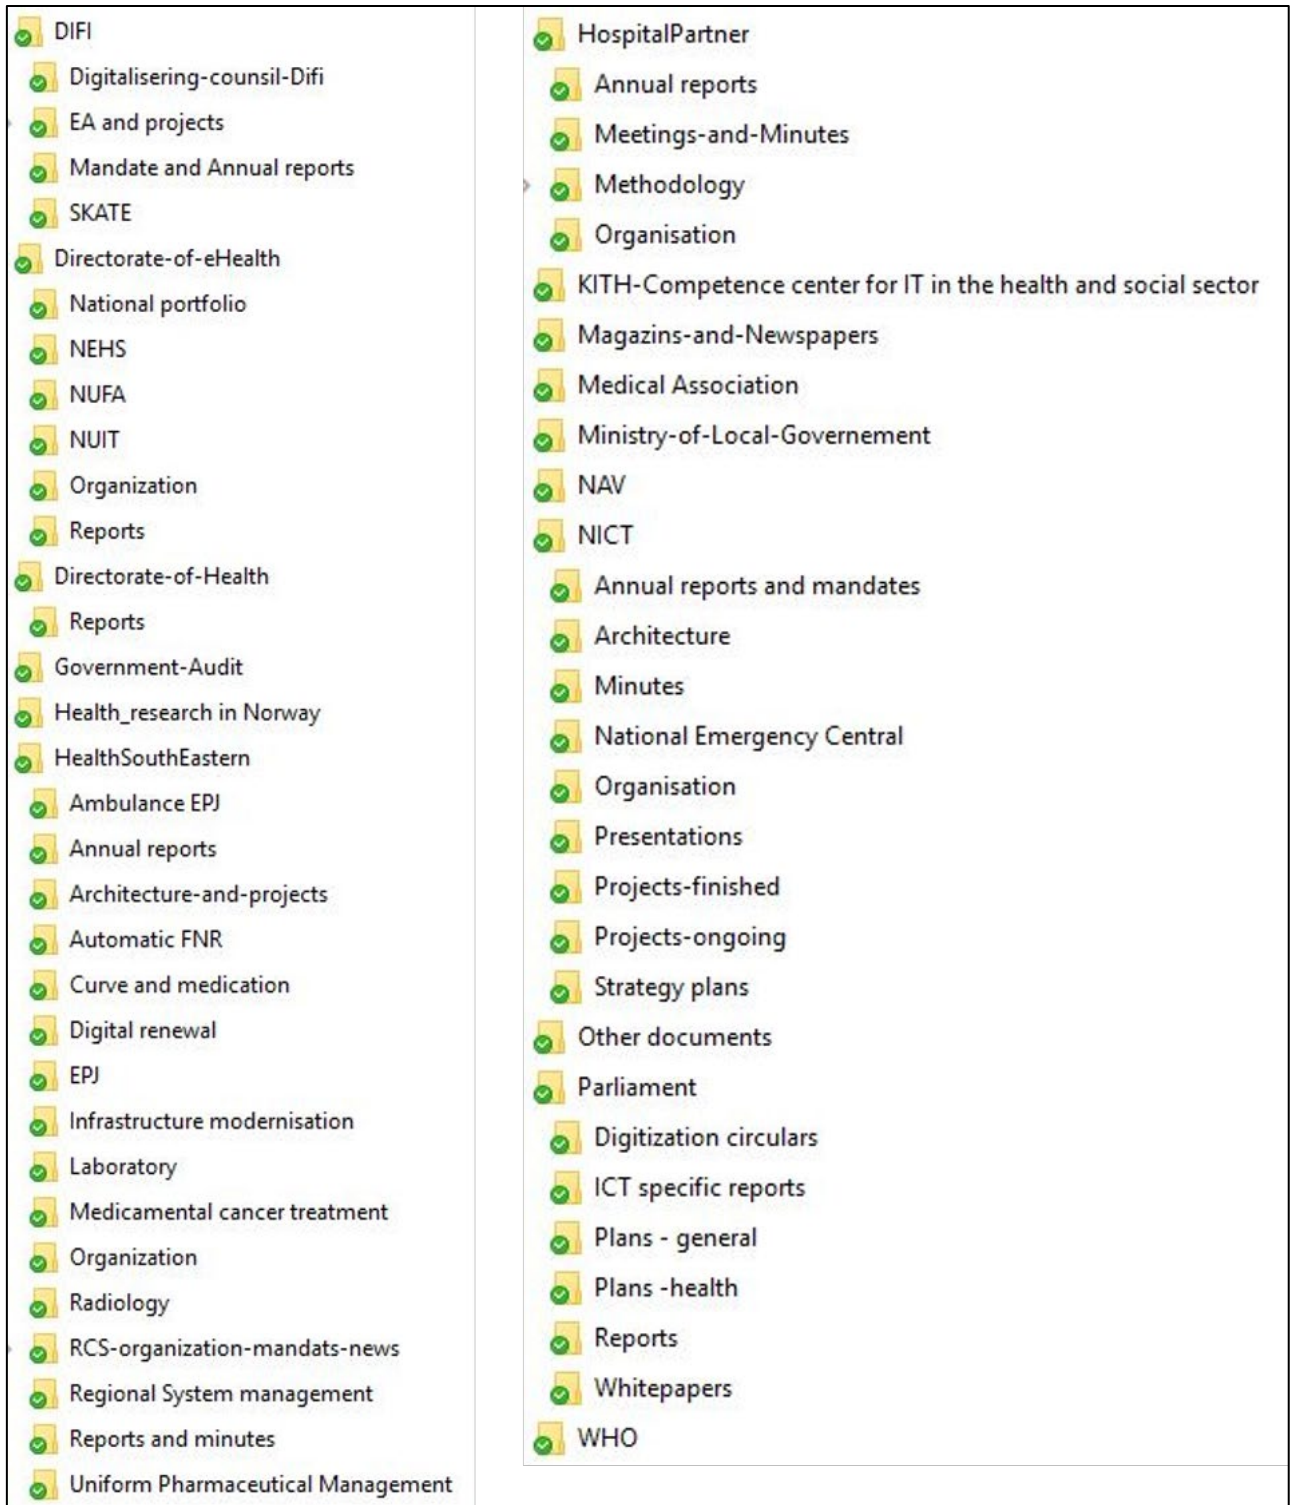 DIFI
Digitalisering-counsil-Difi
EA and projects
Mandate and Annual reports
SKATE
Directorate-of-eHealth
National portfolio
NEHS
NUFA
NUIT
Organization
Reports
Directorate-of-Health
Reports
Government-Audit
Health_research in Norway
HealthSouthEastern
Ambulance EPJ
Annual reports
Architecture-and-projects
Automatic FNR
Curve and medication
Digital renewal
EPJ
Infrastructure modernisation
Laboratory
Medicamental cancer treatment
Organization
Radiology
RCS-organization-mandats-news
Regional System management
Reports and minutes
Uniform Pharmaceutical Management
HospitalPartner
Annual reports
Meetings-and-Minutes
Methodology
Organisation
KITH-Competence center for IT in the health and social sector
Magazins-and-Newspapers
Medical Association
Ministry-of-Local-Governement
NAV
NICT
Annual reports and mandates
Architecture
Minutes
National Emergency Central
Organisation
Presentations
Projects-finished
Projects-ongoing
Strategy plans
Other documents
Parliament
Digitization circulars
ICT specific reports
Plans - general
Plans -health
Reports
Whitepapers
WHO